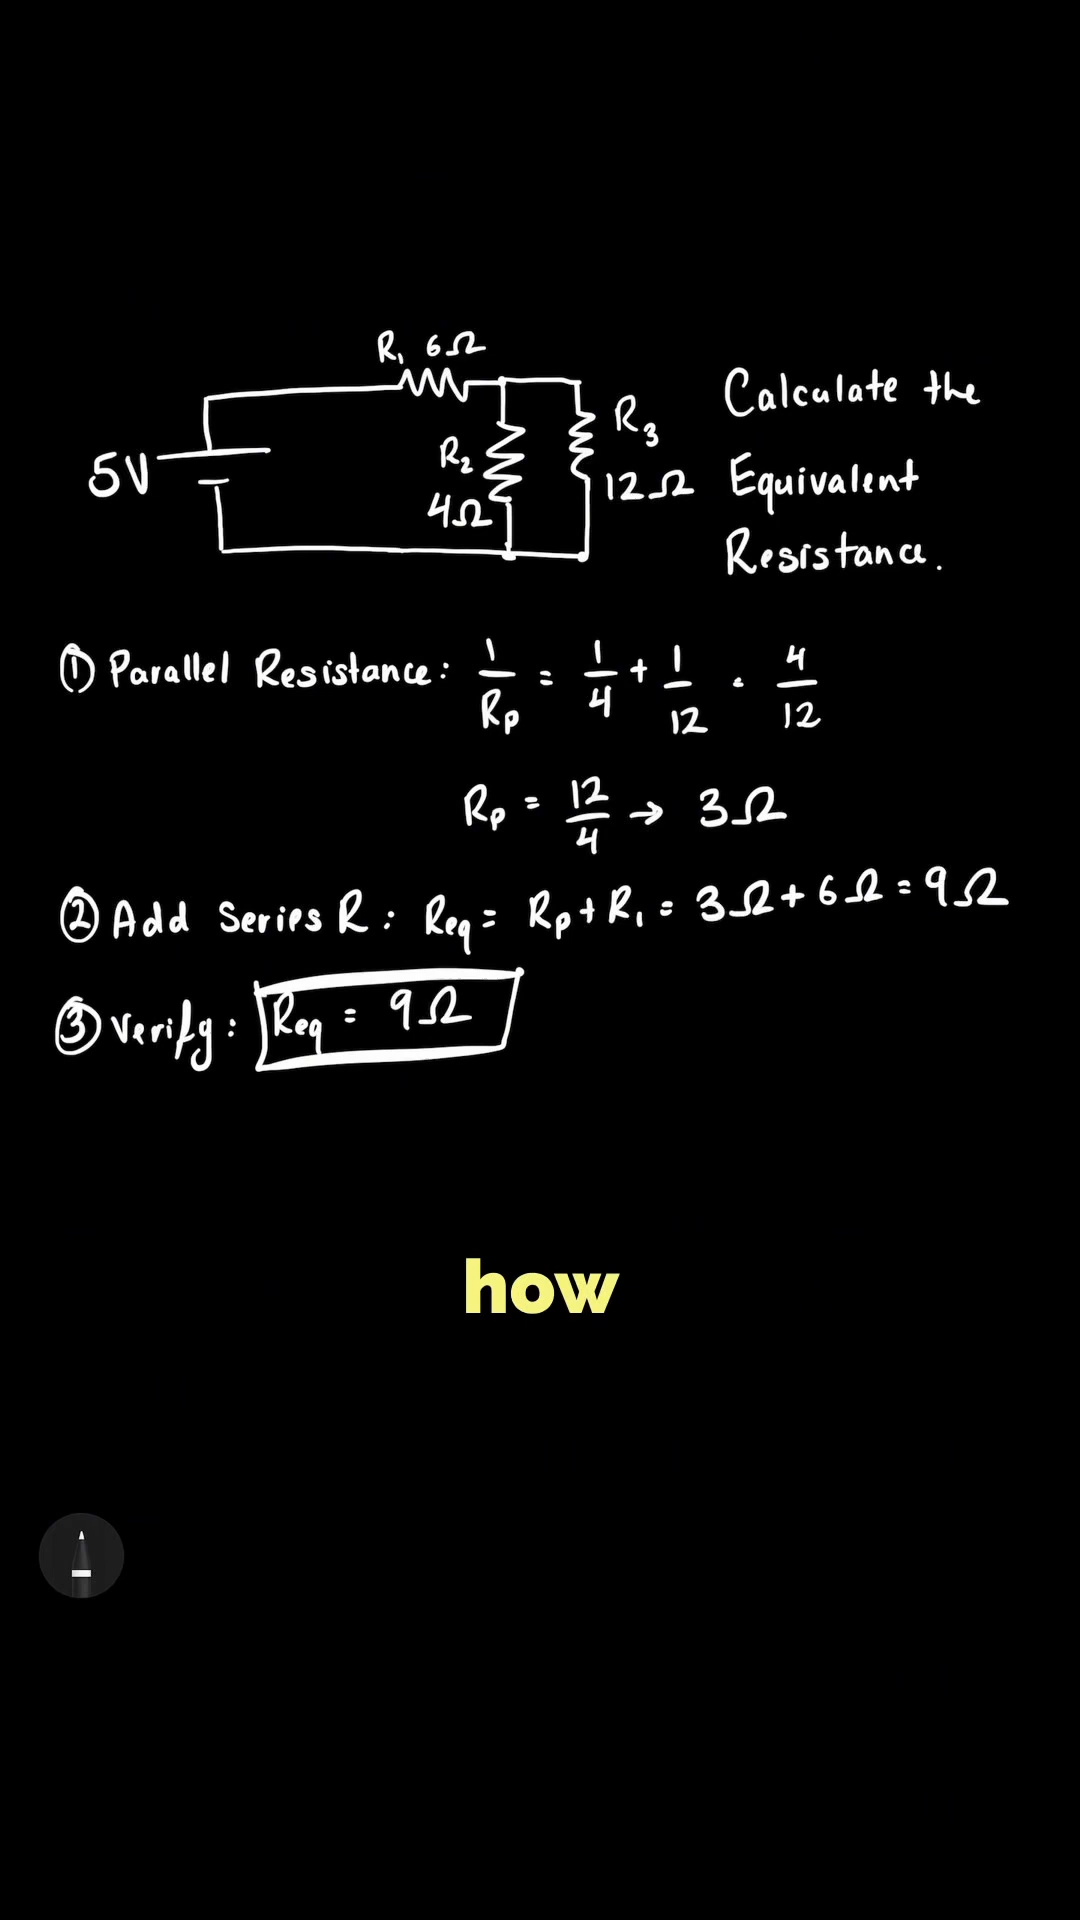 R₁ 6Ω
5V
R₂
4Ω
R₃
12Ω
Calculate the
Equivalent
Resistance.
① Parallel Resistance: 1/Rp = 1/4 + 1/12 . 4/12
Rp = 12/4 → 3Ω
② Add Series R: Req = Rp + R₁ = 3Ω + 6Ω = 9Ω
③ Verify: Req = 9Ω
how